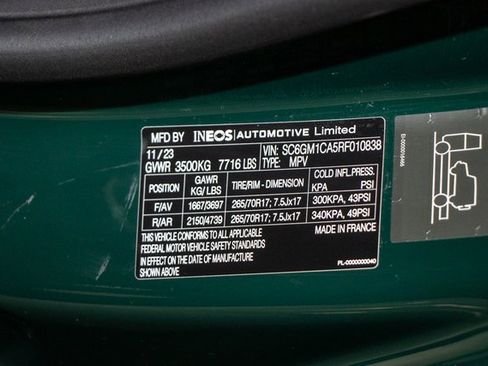 MFD BY INEOS AUTOMOTIVE Limited
11/23 VIN: SC6GM1CA5RF010838
GVWR 3500KG 7716 LBS TYPE: MPV
POSITION GAWR KG/LBS TIRE/RIM - DIMENSION COLD INFL.PRESS. KPA PSI
F/AV 1667/3697 265/70R17; 7.5Jx17 300KPA, 43PSI
R/AR 2150/4739 265/70R17; 7.5Jx17 340KPA, 49PSI
THIS VEHICLE CONFORMS TO ALL APPLICABLE MADE IN FRANCE
FEDERAL MOTOR VEHICLE SAFETY STANDARDS
IN EFFECT ON THE DATE OF MANUFACTURE
SHOWN ABOVE
PL-0000000040